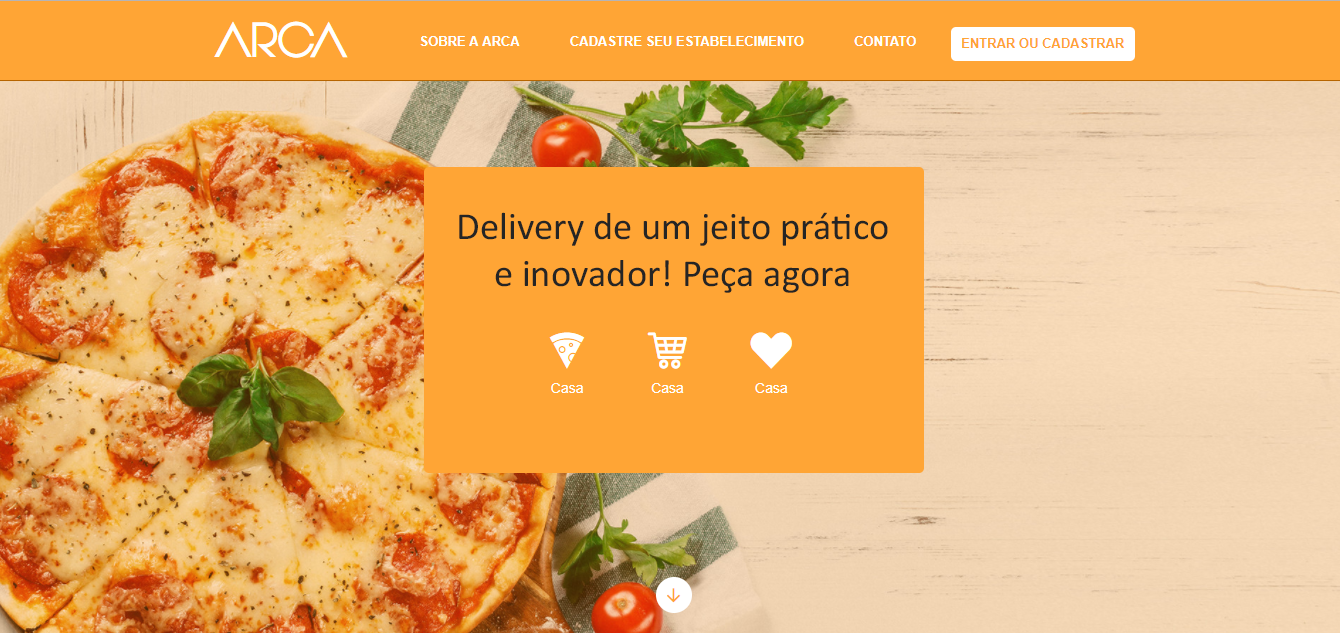 ARCA
SOBRE A ARCA
CADASTRE SEU ESTABELECIMENTO
CONTATO
ENTRAR OU CADASTRAR
Delivery de um jeito prático
e inovador! Peça agora
Casa
Casa
Casa